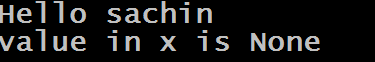 Hello sachin
value in x is None